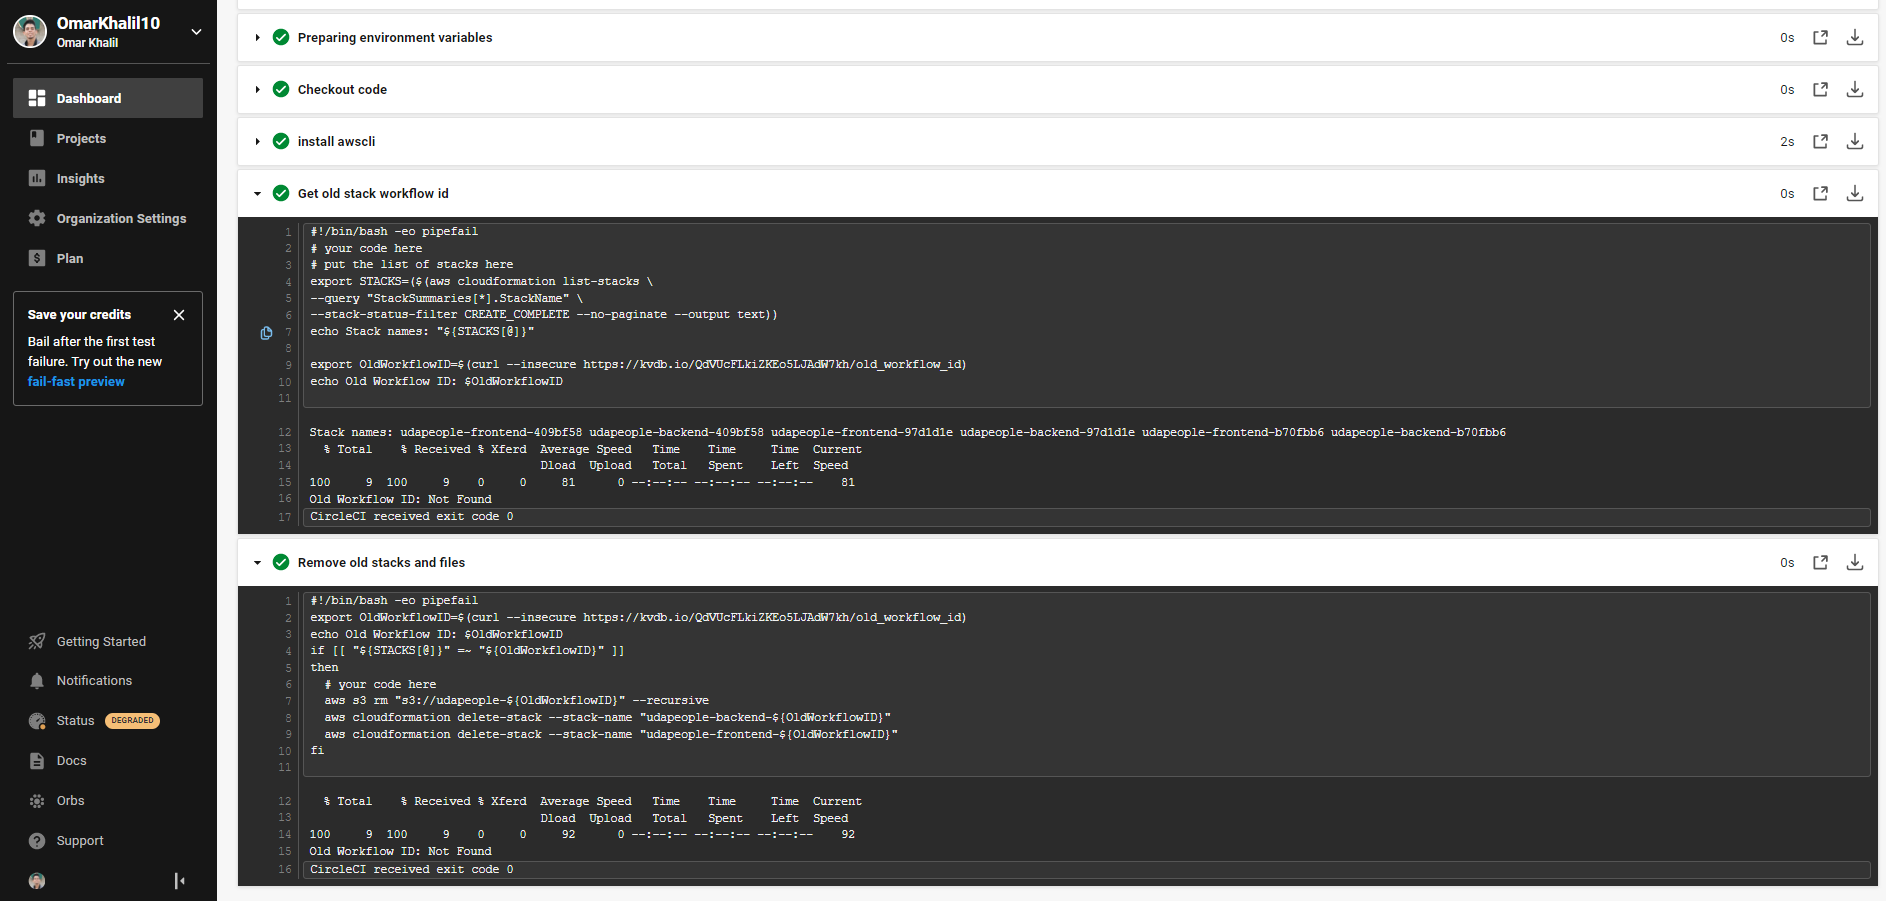 OmarKhalil10
Omar Khalil
Dashboard
Projects
Insights
Organization Settings
Plan
Save your credits
Bail after the first test
failure. Try out the new
fail-fast preview
Getting Started
Notifications
Status DEGRADED
Docs
Orbs
Support
Preparing environment variables 0s
Checkout code 0s
install awscli 2s
Get old stack workflow id 0s
1 #!/bin/bash -eo pipefail
2 # your code here
3 # put the list of stacks here
4 export STACKS=($(aws cloudformation list-stacks \
5 --query "StackSummaries[*].StackName" \
6 --stack-status-filter CREATE_COMPLETE --no-paginate --output text))
7 echo Stack names: "${STACKS[@]}"
8
9 export OldWorkflowID=$(curl --insecure https://kvdb.io/QdVUcFLkiZKEo5LJAdW7kh/old_workflow_id)
10 echo Old Workflow ID: $OldWorkflowID
11
12 Stack names: udapeople-frontend-409bf58 udapeople-backend-409bf58 udapeople-frontend-97d1d1e udapeople-backend-97d1d1e udapeople-frontend-b70fbb6 udapeople-backend-b70fbb6
13 % Total % Received % Xferd Average Speed Time Time Time Current
14 Dload Upload Total Spent Left Speed
15 100 9 100 9 0 0 81 0 --:--:-- --:--:-- --:--:-- 81
16 Old Workflow ID: Not Found
17 CircleCI received exit code 0
Remove old stacks and files 0s
1 #!/bin/bash -eo pipefail
2 export OldWorkflowID=$(curl --insecure https://kvdb.io/QdVUcFLkiZKEo5LJAdW7kh/old_workflow_id)
3 echo Old Workflow ID: $OldWorkflowID
4 if [[ "${STACKS[@]}" =~ "${OldWorkflowID}" ]]
5 then
6 # your code here
7 aws s3 rm "s3://udapeople-${OldWorkflowID}" --recursive
8 aws cloudformation delete-stack --stack-name "udapeople-backend-${OldWorkflowID}"
9 aws cloudformation delete-stack --stack-name "udapeople-frontend-${OldWorkflowID}"
10 fi
11
12 % Total % Received % Xferd Average Speed Time Time Time Current
13 Dload Upload Total Spent Left Speed
14 100 9 100 9 0 0 92 0 --:--:-- --:--:-- --:--:-- 92
15 Old Workflow ID: Not Found
16 CircleCI received exit code 0